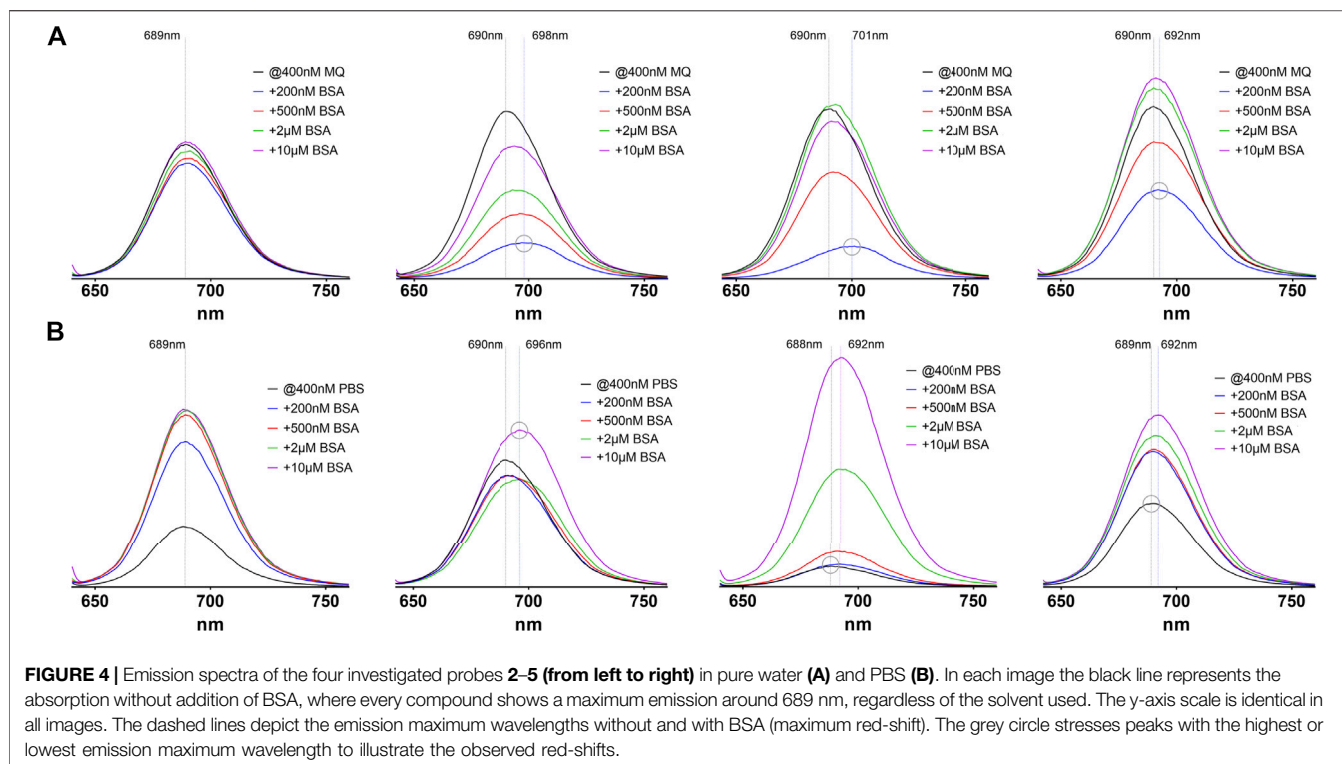 A
689nm
@400nM MQ
+200nM BSA
+500nM BSA
+2µM BSA
+10µM BSA
650 700 750
nm
690nm 698nm
@400nM MQ
+200nM BSA
+500nM BSA
+2µM BSA
+10µM BSA
650 700 750
nm
690nm 701nm
@400nM MQ
+200nM BSA
+500nM BSA
+2µM BSA
+10µM BSA
650 700 750
nm
690nm 692nm
@400nM MQ
+200nM BSA
+500nM BSA
+2µM BSA
+10µM BSA
650 700 750
nm
B
689nm
@400nM PBS
+200nM BSA
+500nM BSA
+2µM BSA
+10µM BSA
650 700 750
nm
690nm 696nm
@400nM PBS
+200nM BSA
+500nM BSA
+2µM BSA
+10µM BSA
650 700 750
nm
688nm 692nm
@400nM PBS
+200nM BSA
+500nM BSA
+2µM BSA
+10µM BSA
650 700 750
nm
689nm 692nm
@400nM PBS
+200nM BSA
+500nM BSA
+2µM BSA
+10µM BSA
650 700 750
nm
FIGURE 4 | Emission spectra of the four investigated probes 2–5 (from left to right) in pure water (A) and PBS (B). In each image the black line represents the
absorption without addition of BSA, where every compound shows a maximum emission around 689 nm, regardless of the solvent used. The y-axis scale is identical in
all images. The dashed lines depict the emission maximum wavelengths without and with BSA (maximum red-shift). The grey circle stresses peaks with the highest or
lowest emission maximum wavelength to illustrate the observed red-shifts.